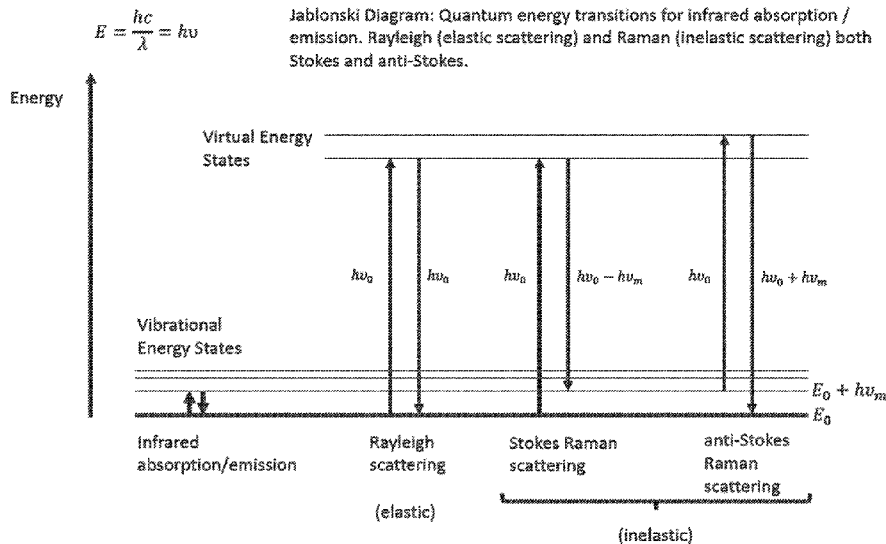 E = hc/λ = hυ
Jablonski Diagram: Quantum energy transitions for infrared absorption /
emission. Rayleigh (elastic scattering) and Raman (inelastic scattering) both
Stokes and anti-Stokes.
Energy
Virtual Energy
States
hυ₀
hυ₀
hυ₀
hυ₀ − hυₘ
hυ₀
hυ₀ + hυₘ
Vibrational
Energy States
E₀ + hυₘ
E₀
Infrared
absorption/emission
Rayleigh
scattering
(elastic)
Stokes Raman
scattering
anti-Stokes
Raman
scattering
(inelastic)